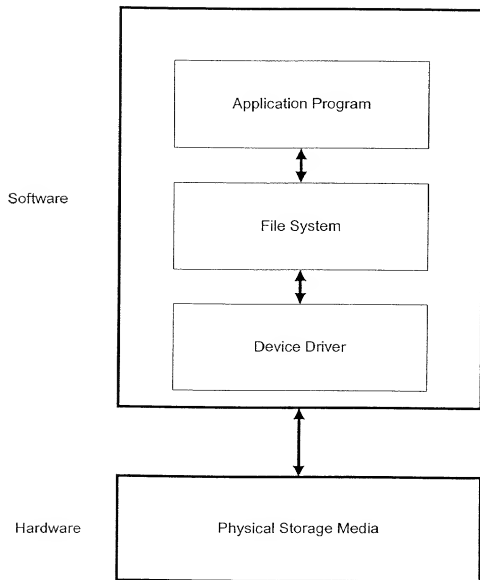 Application Program
Software
File System
Device Driver
Hardware
Physical Storage Media